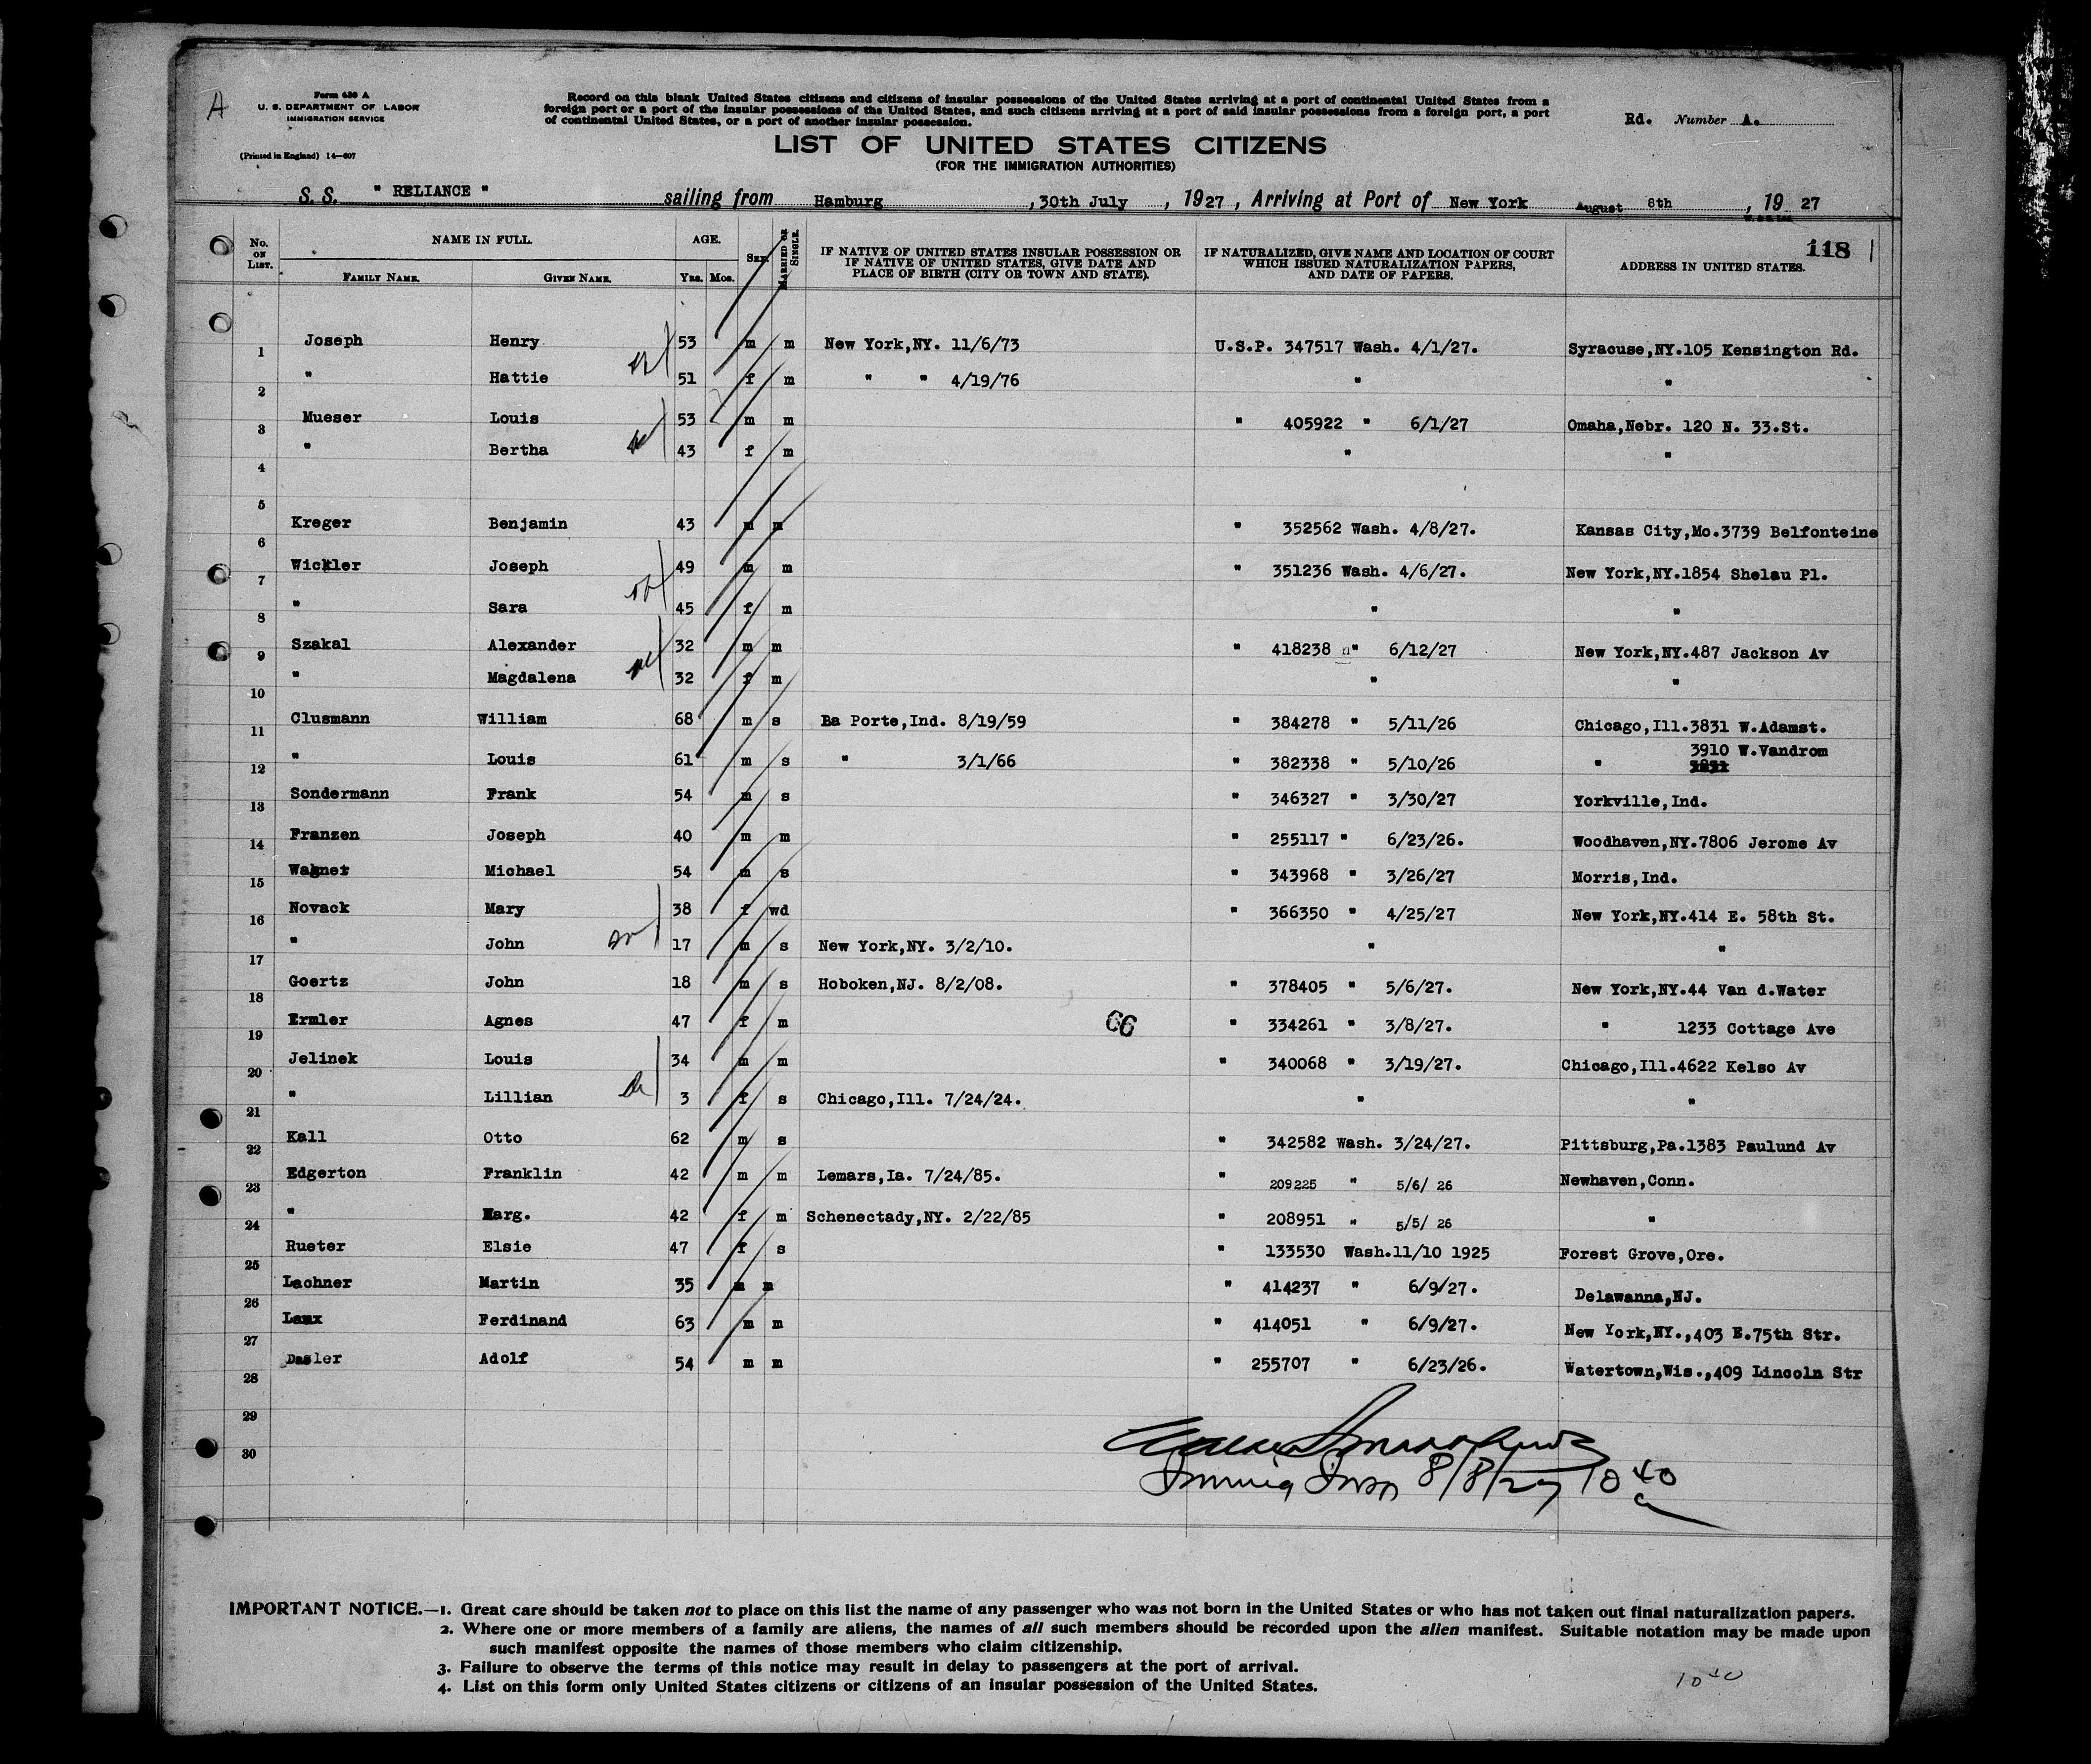 A
Form 630 A
U. S. DEPARTMENT OF LABOR
IMMIGRATION SERVICE
(Printed in England) 14—607
Record on this blank United States citizens and citizens of insular possessions of the United States arriving at a port of continental United States from a
foreign port or a port of the insular possessions of the United States, and such citizens arriving at a port of said insular possessions from a foreign port, a port
of continental United States, or a port of another insular possession.
Rd. Number A.
LIST OF UNITED STATES CITIZENS
(FOR THE IMMIGRATION AUTHORITIES)
S. S. " RELIANCE " sailing from Hamburg, 30th July, 1927, Arriving at Port of New York August 8th, 1927
118
No. ON LIST. NAME IN FULL. FAMILY NAME. GIVEN NAME. AGE. YRS. MOS. SEX. MARRIED OR SINGLE. IF NATIVE OF UNITED STATES INSULAR POSSESSION OR IF NATIVE OF UNITED STATES, GIVE DATE AND PLACE OF BIRTH (CITY OR TOWN AND STATE). IF NATURALIZED, GIVE NAME AND LOCATION OF COURT WHICH ISSUED NATURALIZATION PAPERS, AND DATE OF PAPERS. ADDRESS IN UNITED STATES.
1 Joseph Henry 53 m m New York,NY. 11/6/73 U.S.P. 347517 Wash. 4/1/27. Syracuse,NY.105 Kensington Rd.
2 " Hattie 51 f m " " 4/19/76 " "
3 Mueser Louis 53 m m " 405922 " 6/1/27 Omaha,Nebr. 120 N. 33.St.
4 " Bertha 43 f m " "
5
6 Kreger Benjamin 43 m m " 352562 Wash. 4/8/27. Kansas City,Mo.3739 Belfonteine
7 Wickler Joseph 49 m m " 351236 Wash. 4/6/27. New York,NY.1854 Shelau Pl.
8 " Sara 45 f m " "
9 Szakal Alexander 32 m m " 418238 " 6/12/27 New York,NY.487 Jackson Av
10 " Magdalena 32 f m " "
11 Clusmann William 68 m s Ba Porte,Ind. 8/19/59 " 384278 " 5/11/26 Chicago,Ill.3831 W.Adamst.
12 " Louis 61 m s " 3/1/66 " 382338 " 5/10/26 " 3910 W.Vandrom
13 Sondermann Frank 54 m s " 346327 " 3/30/27 Yorkville,Ind.
14 Franzen Joseph 40 m m " 255117 " 6/23/26. Woodhaven,NY.7806 Jerome Av
15 Wagner Michael 54 m s " 343968 " 3/26/27 Morris,Ind.
16 Novack Mary 38 f wd " 366350 " 4/25/27 New York,NY.414 E. 58th St.
17 " John 17 m s New York,NY. 3/2/10. " "
18 Goertz John 18 m s Hoboken,NJ. 8/2/08. " 378405 " 5/6/27. New York,NY.44 Van d.Water
19 Ermler Agnes 47 f m 66 " 334261 " 3/8/27. " 1233 Cottage Ave
20 Jelinek Louis 34 m m " 340068 " 3/19/27. Chicago,Ill.4622 Kelso Av
21 " Lillian 3 f s Chicago,Ill. 7/24/24. " "
22 Kall Otto 62 m s " 342582 Wash. 3/24/27. Pittsburg,Pa.1383 Paulund Av
23 Edgerton Franklin 42 m m Lemars,Ia. 7/24/85. " 209225 " 5/6/ 26 Newhaven,Conn.
24 " Marg. 42 f m Schenectady,NY. 2/22/85 " 208951 " 5/5/ 26 "
25 Rueter Elsie 47 f s " 133530 Wash.11/10 1925 Forest Grove,Ore.
26 Lachner Martin 35 m m " 414237 " 6/9/27. Delawanna,NJ.
27 Laux Ferdinand 63 m m " 414051 " 6/9/27. New York,NY.,403 E.75th Str.
28 Dasler Adolf 54 m m " 255707 " 6/23/26. Watertown,Wis.,409 Lincoln Str
29
30
Immig Insp 8/8/27 10 40 a
IMPORTANT NOTICE.—1. Great care should be taken not to place on this list the name of any passenger who was not born in the United States or who has not taken out final naturalization papers.
2. Where one or more members of a family are aliens, the names of all such members should be recorded upon the alien manifest. Suitable notation may be made upon
such manifest opposite the names of those members who claim citizenship.
3. Failure to observe the terms of this notice may result in delay to passengers at the port of arrival.
4. List on this form only United States citizens or citizens of an insular possession of the United States.
10 40